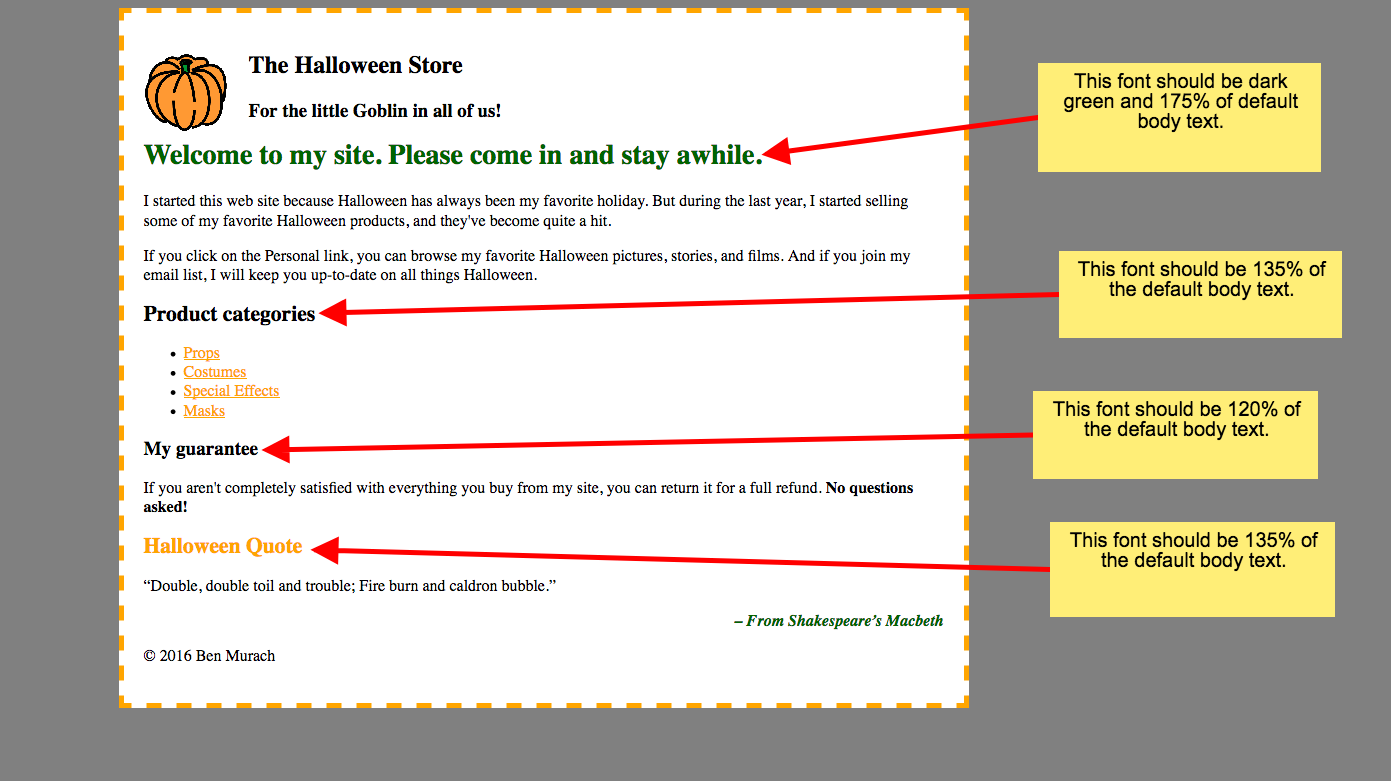 The Halloween Store
For the little Goblin in all of us!
Welcome to my site. Please come in and stay awhile.
I started this web site because Halloween has always been my favorite holiday. But during the last year, I started selling
some of my favorite Halloween products, and they've become quite a hit.
If you click on the Personal link, you can browse my favorite Halloween pictures, stories, and films. And if you join my
email list, I will keep you up-to-date on all things Halloween.
Product categories
• Props
• Costumes
• Special Effects
• Masks
My guarantee
If you aren't completely satisfied with everything you buy from my site, you can return it for a full refund. No questions
asked!
Halloween Quote
“Double, double toil and trouble; Fire burn and caldron bubble.”
– From Shakespeare’s Macbeth
© 2016 Ben Murach
This font should be dark
green and 175% of default
body text.
This font should be 135% of
the default body text.
This font should be 120% of
the default body text.
This font should be 135% of
the default body text.